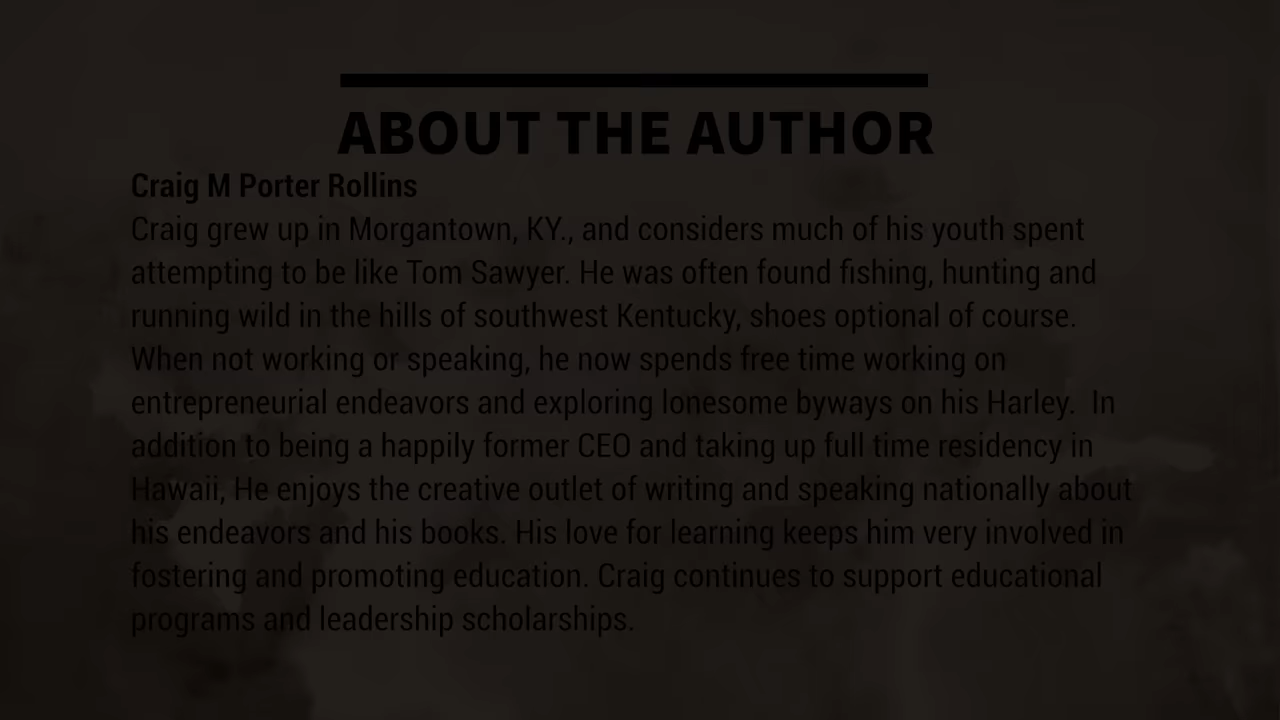 ABOUT THE AUTHOR
Craig M Porter Rollins
Craig grew up in Morgantown, KY., and considers much of his youth spent
attempting to be like Tom Sawyer. He was often found fishing, hunting and
running wild in the hills of southwest Kentucky, shoes optional of course.
When not working or speaking, he now spends free time working on
entrepreneurial endeavors and exploring lonesome byways on his Harley.  In
addition to being a happily former CEO and taking up full time residency in
Hawaii, He enjoys the creative outlet of writing and speaking nationally about
his endeavors and his books. His love for learning keeps him very involved in
fostering and promoting education. Craig continues to support educational
programs and leadership scholarships.